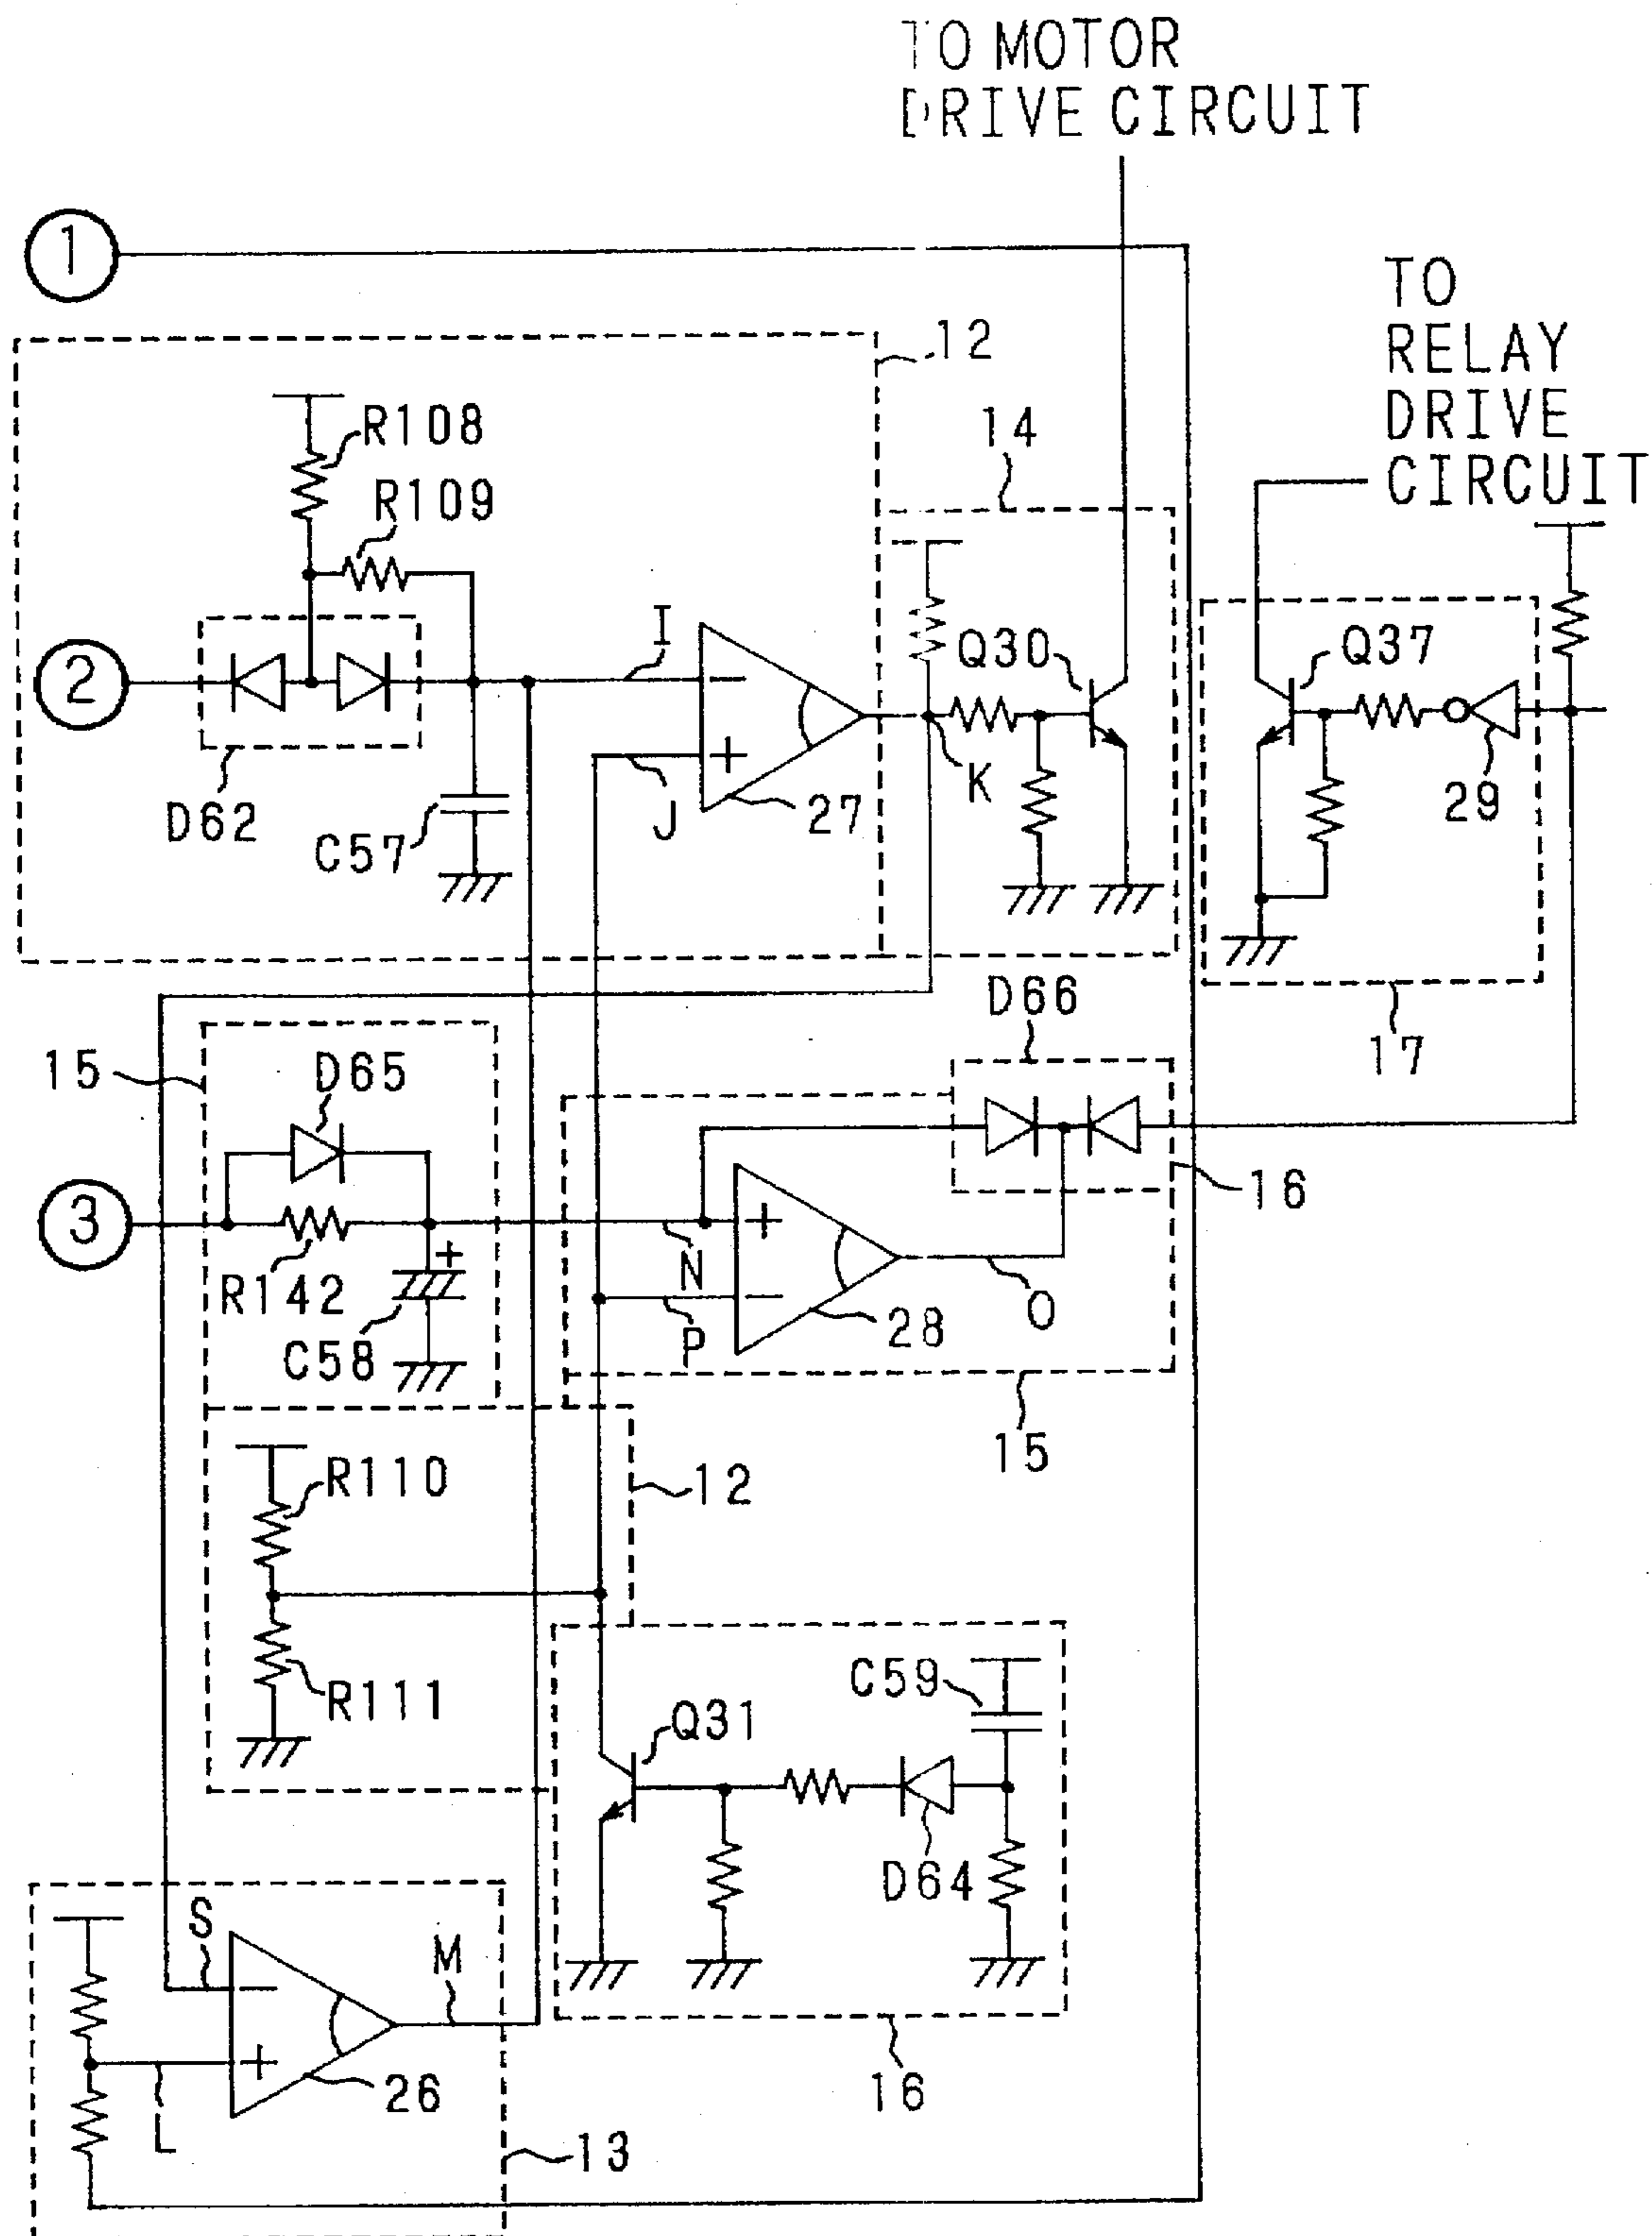 TO MOTOR
DRIVE CIRCUIT
1
TO
RELAY
DRIVE
CIRCUIT
12
14
R108
R109
I
Q30
Q37
2
D62
C57
J
27
K
29
D66
17
15
D65
16
3
N
R142
O
28
C58
P
15
R110
12
C59
R111
Q31
D64
S
M
16
26
L
13